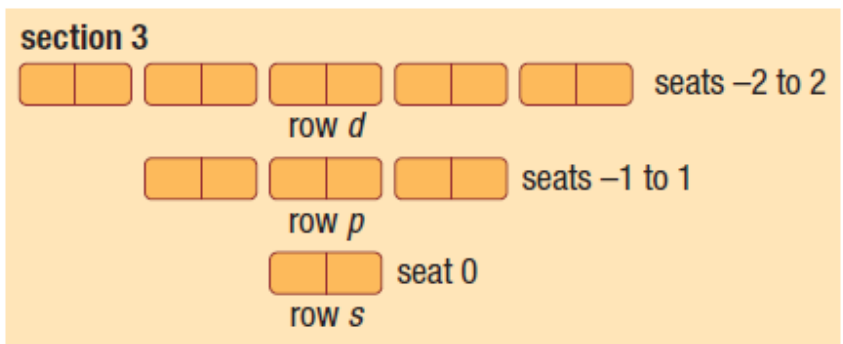 section 3
seats –2 to 2
row d
seats –1 to 1
row p
seat 0
row s